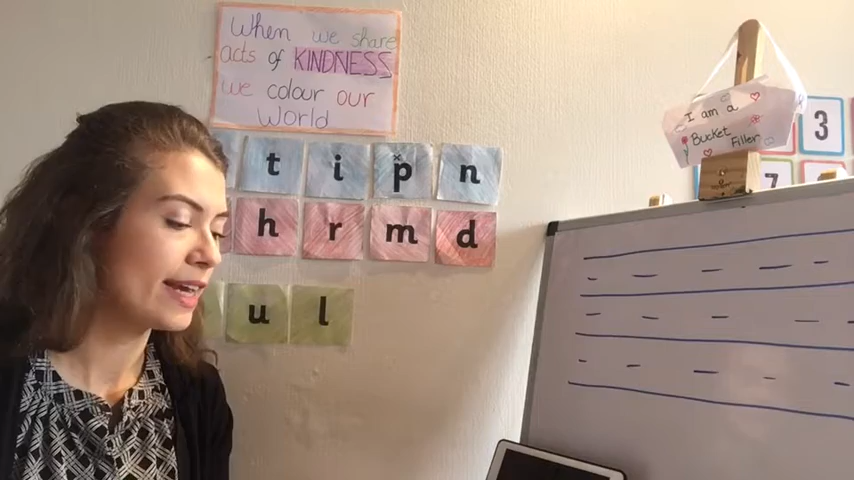 When we share
acts of KINDNESS
we colour our
World
I am a
Bucket
Filler
t i p n
h r m d
u l
3
7